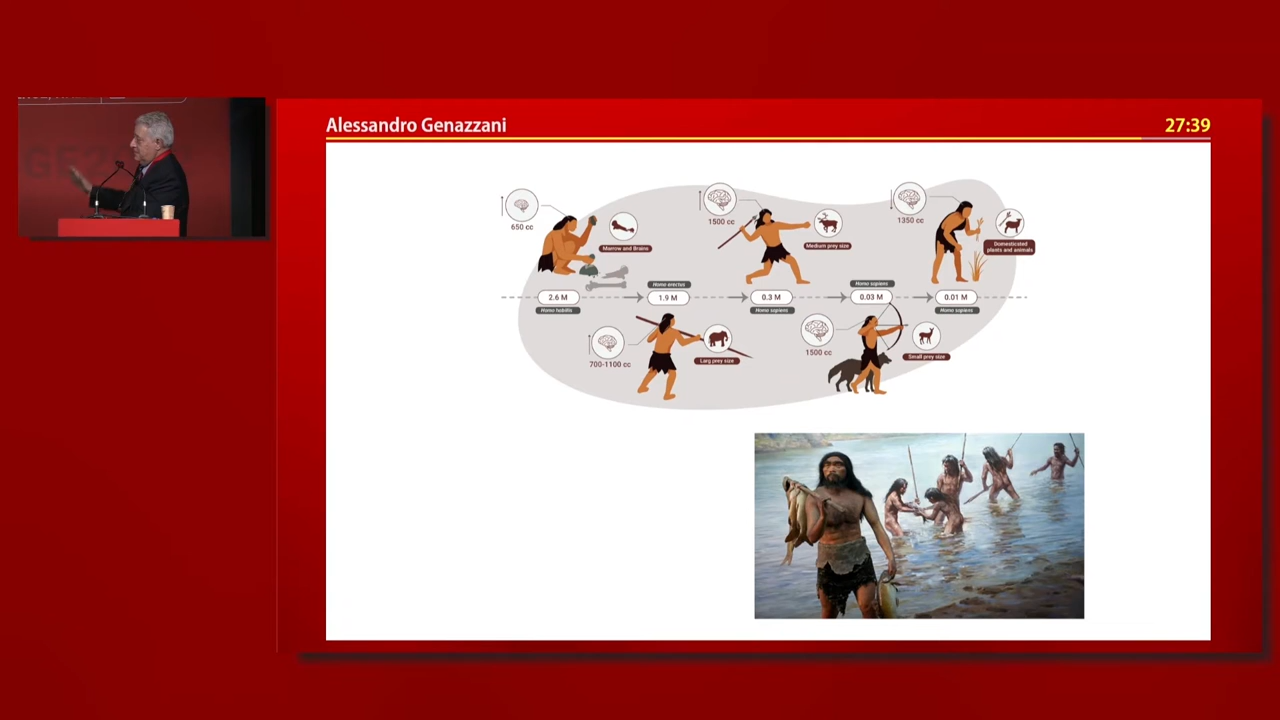 Alessandro Genazzani
27:39
650 cc
Marrow and Brains
1500 cc
Medium prey size
1350 cc
Domesticated
plants and animals
Homo erectus
Homo sapiens
2.6 M
1.9 M
0.3 M
0.03 M
0.01 M
Homo habilis
Homo sapiens
Homo sapiens
700-1100 cc
Larg prey size
1500 cc
Small prey size